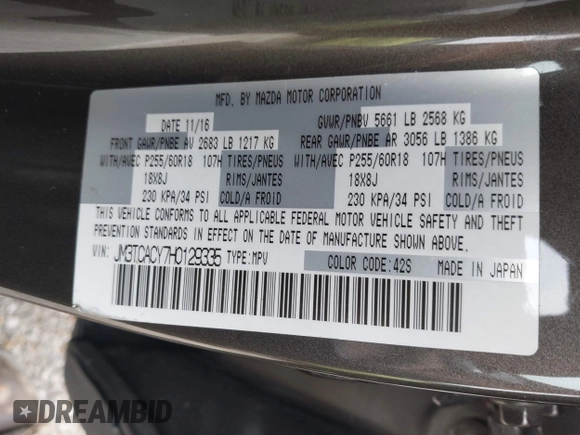 MFD. BY MAZDA MOTOR CORPORATION
DATE 11/16 GVWR/PNBV 5661 LB 2568 KG
FRONT GAWR/PNBE AV 2683 LB 1217 KG REAR GAWR/PNBE AR 3056 LB 1386 KG
WITH/AVEC P255/60R18 107H TIRES/PNEUS WITH/AVEC P255/60R18 107H TIRES/PNEUS
18X8J RIMS/JANTES 18X8J RIMS/JANTES
230 KPA/34 PSI COLD/A FROID 230 KPA/34 PSI COLD/A FROID
THIS VEHICLE CONFORMS TO ALL APPLICABLE FEDERAL MOTOR VEHICLE SAFETY AND THEFT
PREVENTION STANDARDS IN EFFECT ON THE DATE OF MANUFACTURE SHOWN ABOVE.
VIN: JM3TCACY7H0129335 TYPE:MPV COLOR CODE:42S MADE IN JAPAN
DREAMBID